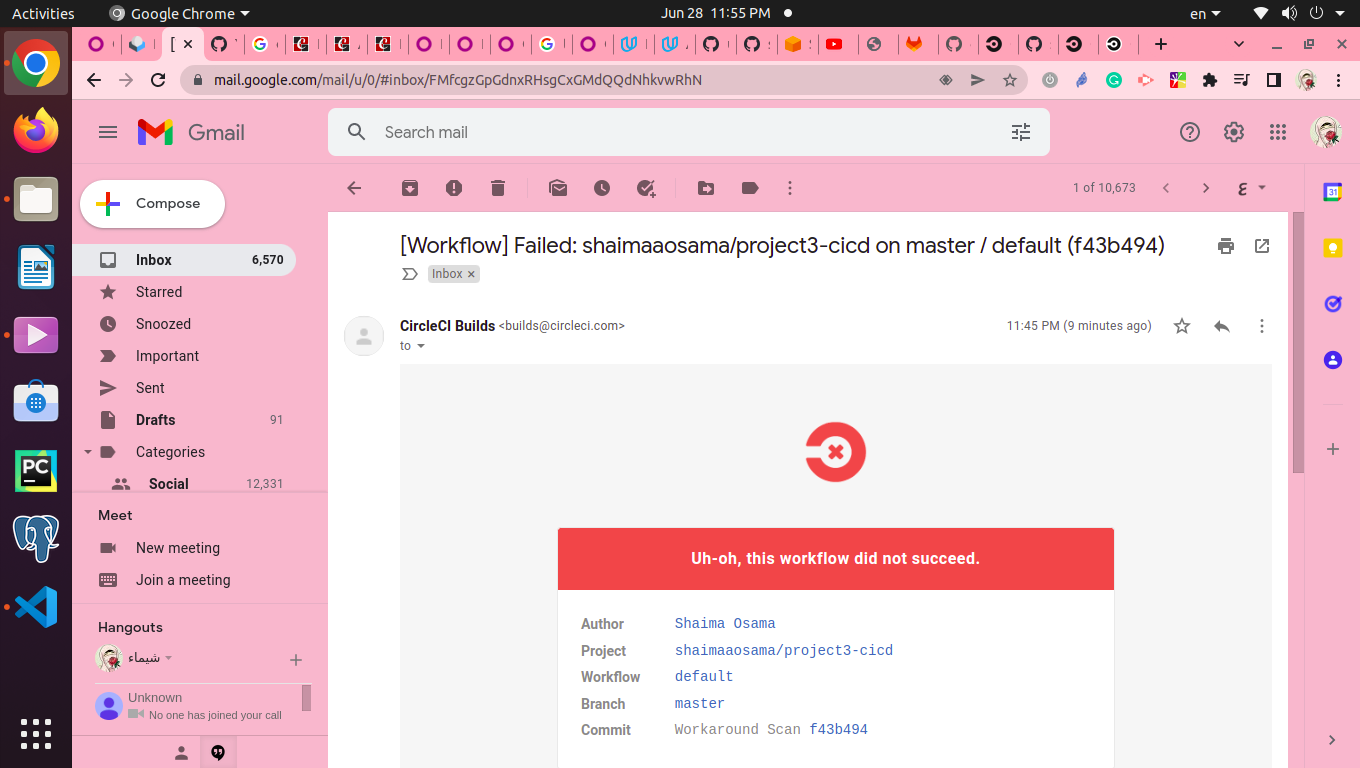 Activities
Google Chrome
Jun 28 11:55 PM
en
mail.google.com/mail/u/0/#inbox/FMfcgzGpGdnxRHsgCxGMdQQdNhkvwRhN
Gmail
Search mail
Compose
1 of 10,673
Inbox 6,570
Starred
Snoozed
Important
Sent
Drafts 91
Categories
Social 12,331
Meet
New meeting
Join a meeting
Hangouts
شيماء
Unknown
No one has joined your call
[Workflow] Failed: shaimaaosama/project3-cicd on master / default (f43b494)
Inbox ×
CircleCI Builds <builds@circleci.com>
11:45 PM (9 minutes ago)
to
Uh-oh, this workflow did not succeed.
Author Shaima Osama
Project shaimaaosama/project3-cicd
Workflow default
Branch master
Commit Workaround Scan f43b494
PC
31